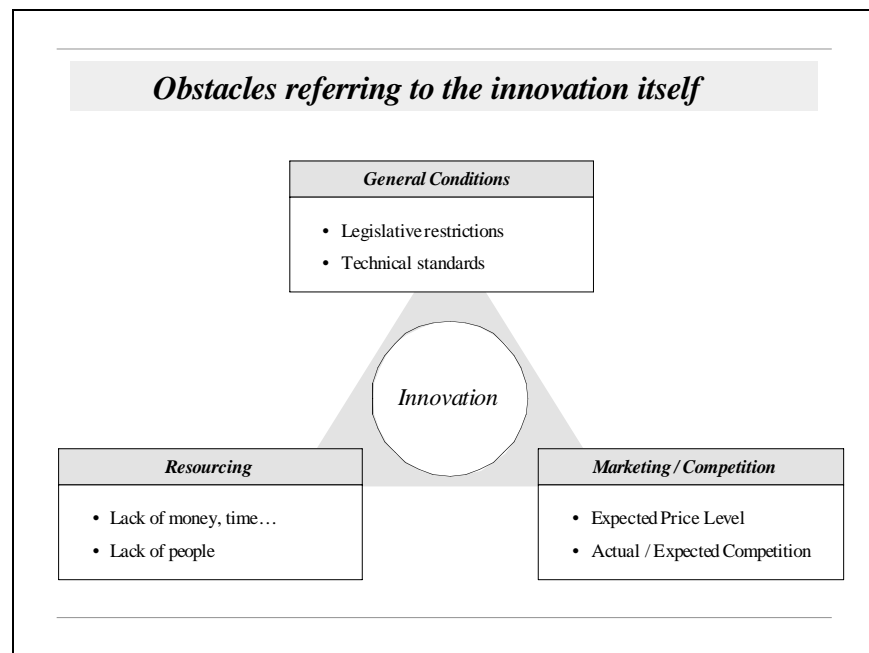 Obstacles referring to the innovation itself
General Conditions
• Legislative restrictions
• Technical standards
Innovation
Resourcing
• Lack of money, time…
• Lack of people
Marketing / Competition
• Expected Price Level
• Actual / Expected Competition